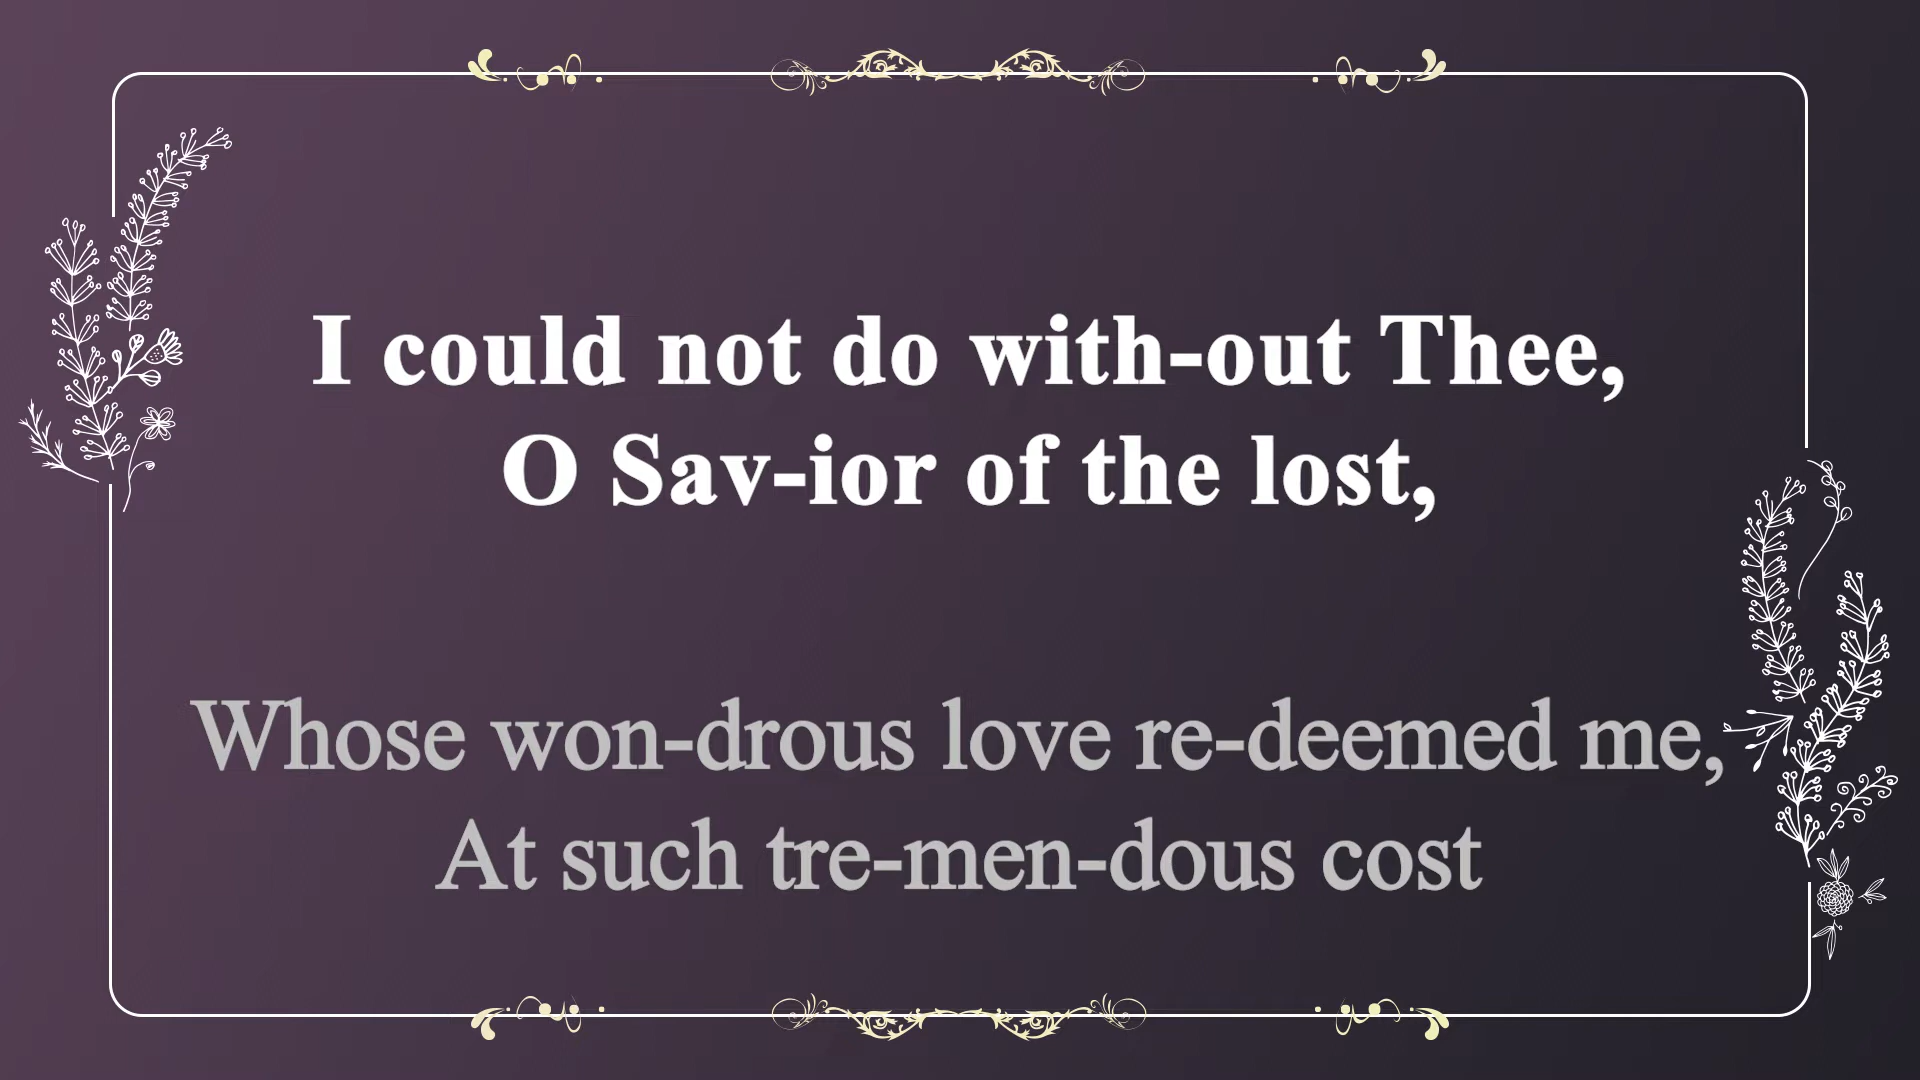 I could not do with-out Thee,
O Sav-ior of the lost,
Whose won-drous love re-deemed me,
At such tre-men-dous cost